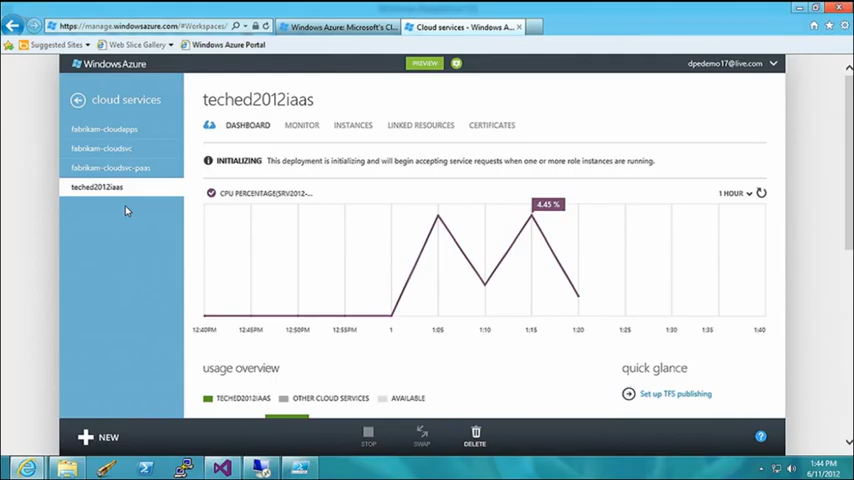 https://manage.windowsazure.com/#Workspaces/
Windows Azure: Microsoft's Cl...
Cloud services - Windows A...
Suggested Sites
Web Slice Gallery
Windows Azure Portal
Windows Azure
PREVIEW
dpedemo17@live.com
cloud services
fabrikam-cloudapps
fabrikam-cloudsvc
fabrikam-cloudsvc-paas
teched2012iaas
teched2012iaas
DASHBOARD MONITOR INSTANCES LINKED RESOURCES CERTIFICATES
INITIALIZING This deployment is initializing and will begin accepting service requests when one or more role instances are running.
CPU PERCENTAGE(SRV2012-...
1 HOUR
4.45 %
12:40PM 12:45PM 12:50PM 12:55PM 1 1:05 1:10 1:15 1:20 1:25 1:30 1:35 1:40
usage overview
quick glance
TECHED2012IAAS OTHER CLOUD SERVICES AVAILABLE
Set up TFS publishing
NEW
STOP
SWAP
DELETE
?
1:44 PM
6/11/2012